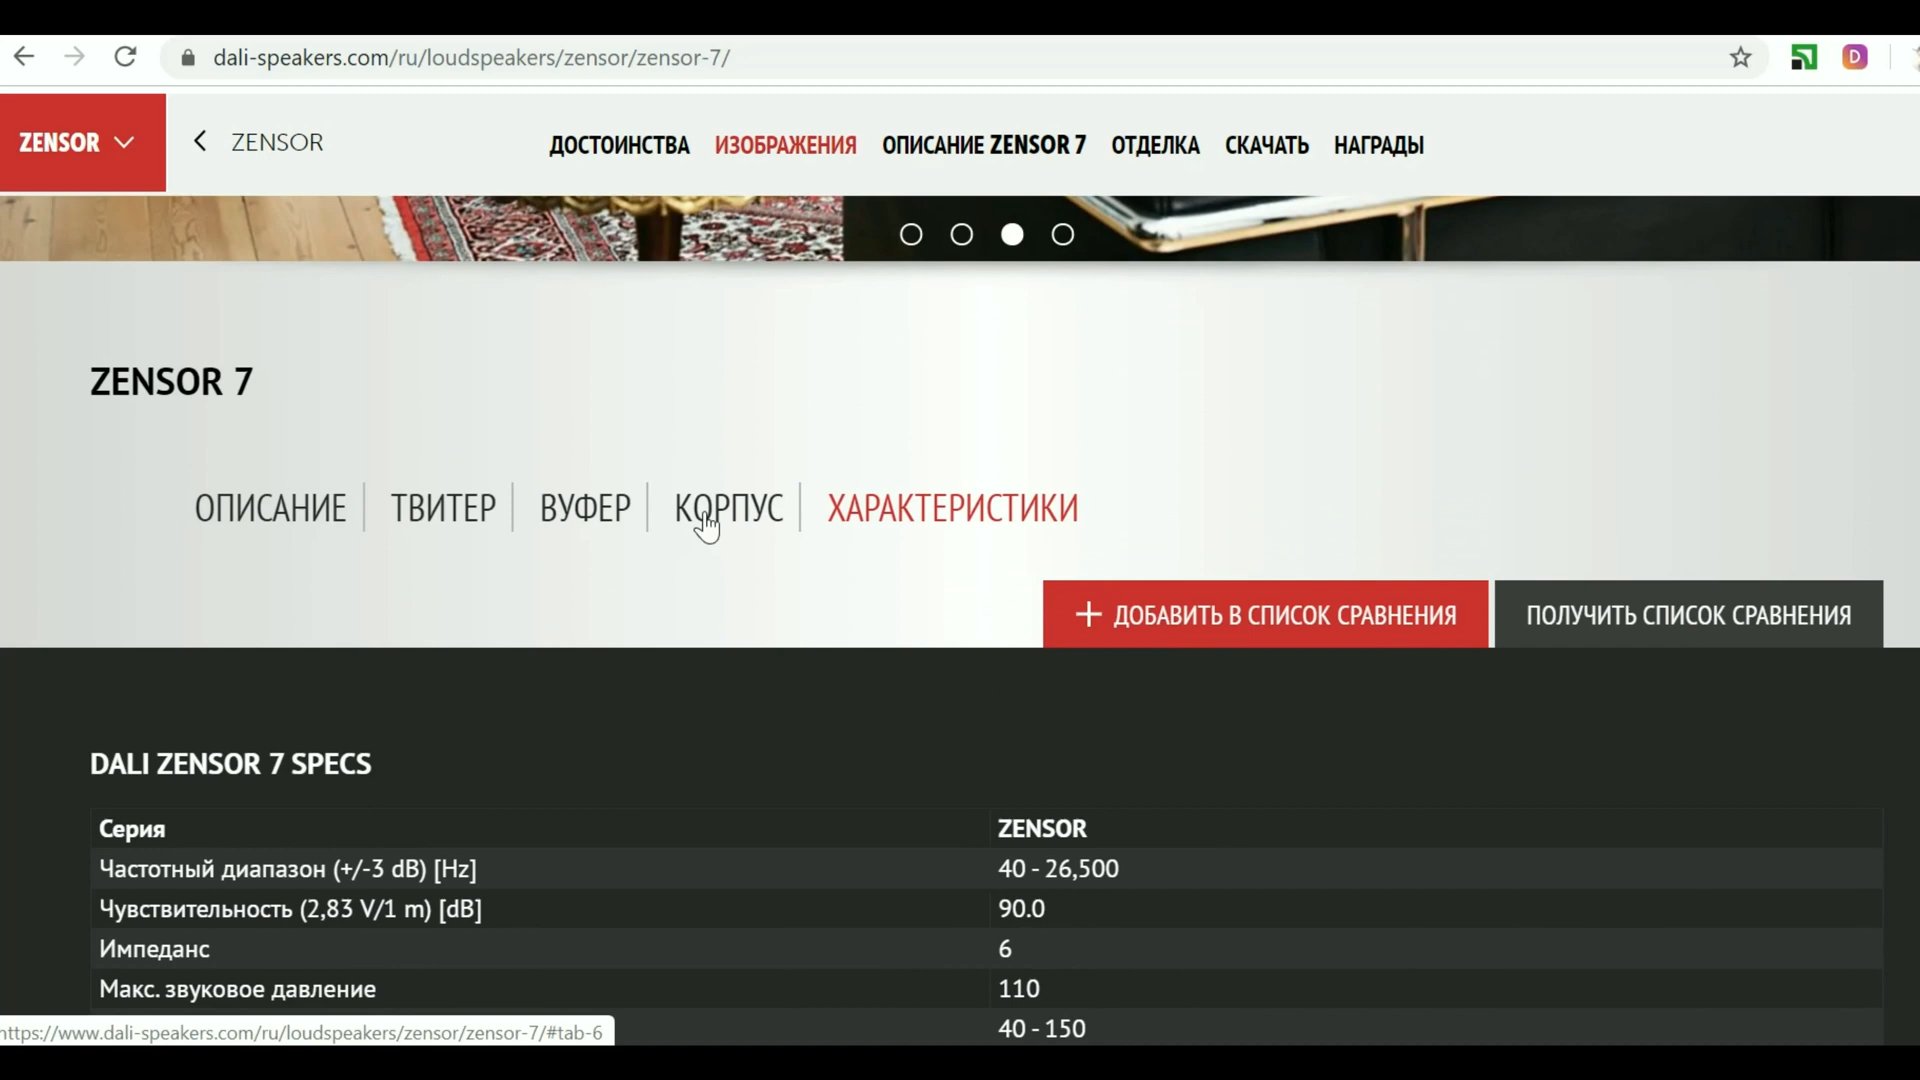 dali-speakers.com/ru/loudspeakers/zensor/zensor-7/
D
ZENSOR
ZENSOR
ДОСТОИНСТВА ИЗОБРАЖЕНИЯ ОПИСАНИЕ ZENSOR 7 ОТДЕЛКА СКАЧАТЬ НАГРАДЫ
ZENSOR 7
ОПИСАНИЕ ТВИТЕР ВУФЕР КОРПУС ХАРАКТЕРИСТИКИ
ДОБАВИТЬ В СПИСОК СРАВНЕНИЯ ПОЛУЧИТЬ СПИСОК СРАВНЕНИЯ
DALI ZENSOR 7 SPECS
Серия ZENSOR
Частотный диапазон (+/-3 dB) [Hz] 40 - 26,500
Чувствительность (2,83 V/1 m) [dB] 90.0
Импеданс 6
Макс. звуковое давление 110
40 - 150
https://www.dali-speakers.com/ru/loudspeakers/zensor/zensor-7/#tab-6